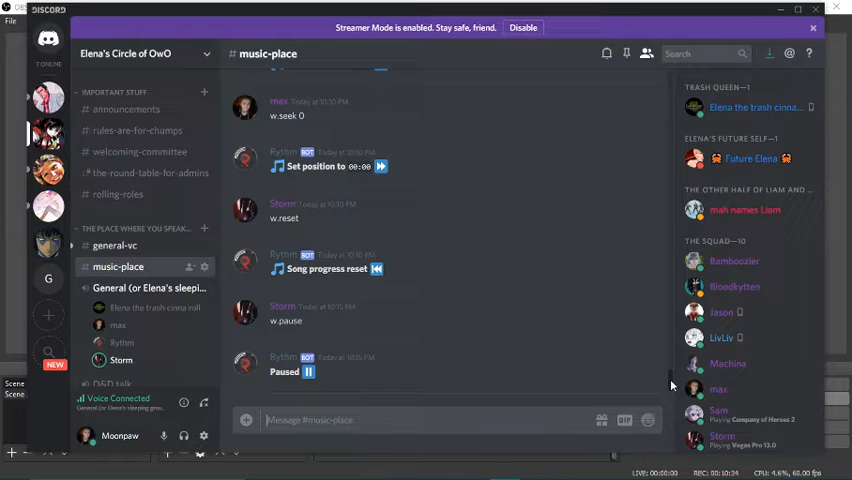 OBS
File
DISCORD
Streamer Mode is enabled. Stay safe, friend. Disable
7 ONLINE
Elena's Circle of OwO
# music-place
Search
IMPORTANT STUFF
# announcements
# rules-are-for-chumps
# welcoming-committee
the-round-table-for-admins
# rolling-roles
THE PLACE WHERE YOU SPEAK...
# general-vc
# music-place
General (or Elena's sleepi...
Elena the trash cinna roll
max
Rythm
Storm
D&D talk
G
NEW
Voice Connected
General (or Elena's sleeping grou...
Moonpaw
max Today at 10:10 PM
w.seek 0
Rythm BOT Today at 10:10 PM
Set position to 00:00
Storm Today at 10:10 PM
w.reset
Rythm BOT Today at 10:10 PM
Song progress reset
Storm Today at 10:15 PM
w.pause
Rythm BOT Today at 10:15 PM
Paused
Message #music-place
GIF
TRASH QUEEN—1
Elena the trash cinna...
ELENA'S FUTURE SELF—1
Future Elena
THE OTHER HALF OF LIAM AND ...
mah names Liam
THE SQUAD—10
Bamboozler
Bloodkytten
Jason
LivLiv
Machina
max
Sam
Playing Company of Heroes 2
Storm
Playing Vegas Pro 13.0
Scene
Scene
LIVE: 00:00:00 REC: 00:10:34 CPU: 4.6%, 60.00 fps